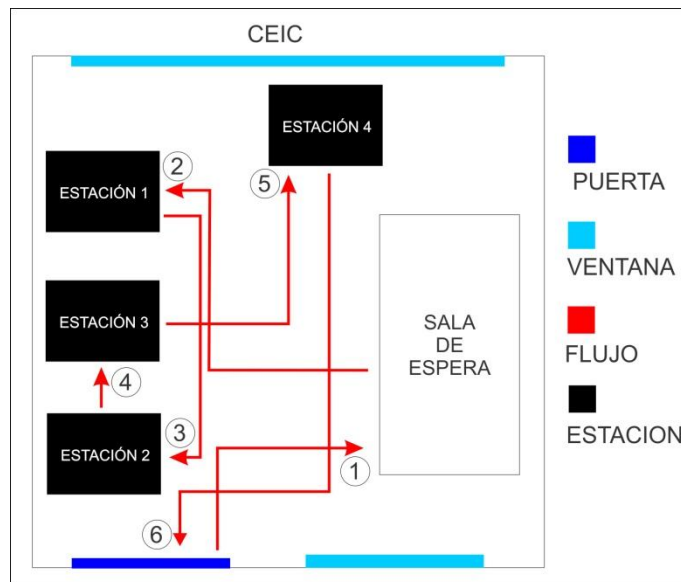 CEIC
ESTACIÓN 4
2
ESTACIÓN 1
5
PUERTA
VENTANA
ESTACIÓN 3
SALA
DE
ESPERA
FLUJO
4
ESTACIÓN 2
3
1
ESTACION
6